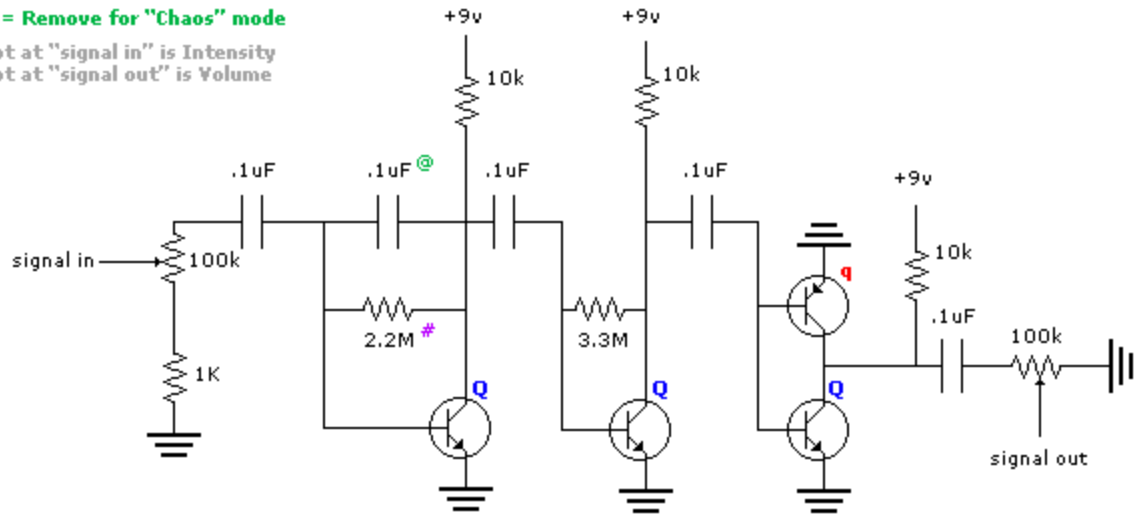 = Remove for "Chaos" mode
ot at "signal in" is Intensity
ot at "signal out" is Volume
+9v
+9v
10k
10k
.1uF
.1uF @
.1uF
.1uF
+9v
signal in
100k
q
10k
2.2M #
3.3M
.1uF
100k
1K
Q
Q
Q
signal out